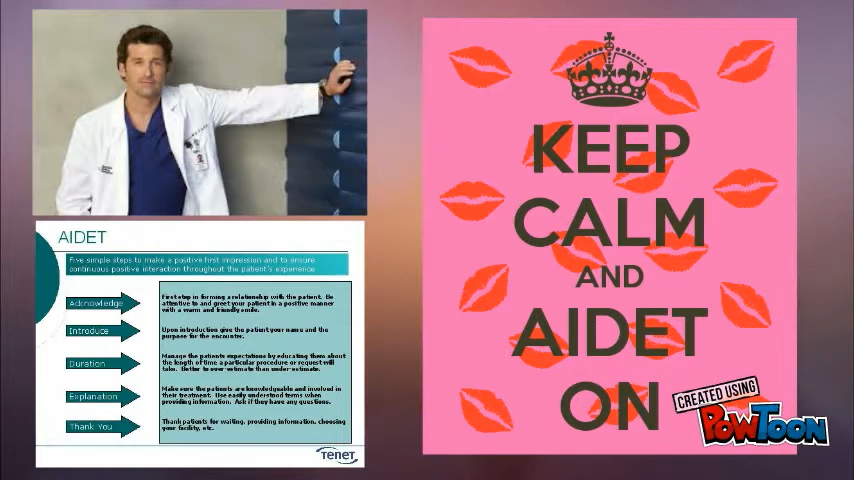 AIDET
Five simple steps to make a positive first impression and to ensure
continuous positive interaction throughout the patient's experience
Acknowledge
First step in forming a relationship with the patient. Be
attentive to and greet your patient in a positive manner
with a warm and friendly smile.
Introduce
Upon introduction give the patient your name and the
purpose for the encounter.
Duration
Manage the patients expectations by educating them about
the length of time a particular procedure or request will
take. Better to over-estimate than under-estimate.
Explanation
Make sure the patients are knowledgeable and involved in
their treatment. Use easily understood terms when
providing information. Ask if they have any questions.
Thank You
Thank patients for waiting, providing information, choosing
your facility, etc.
TENET
KEEP
CALM
AND
AIDET
ON
CREATED USING
POWTOON